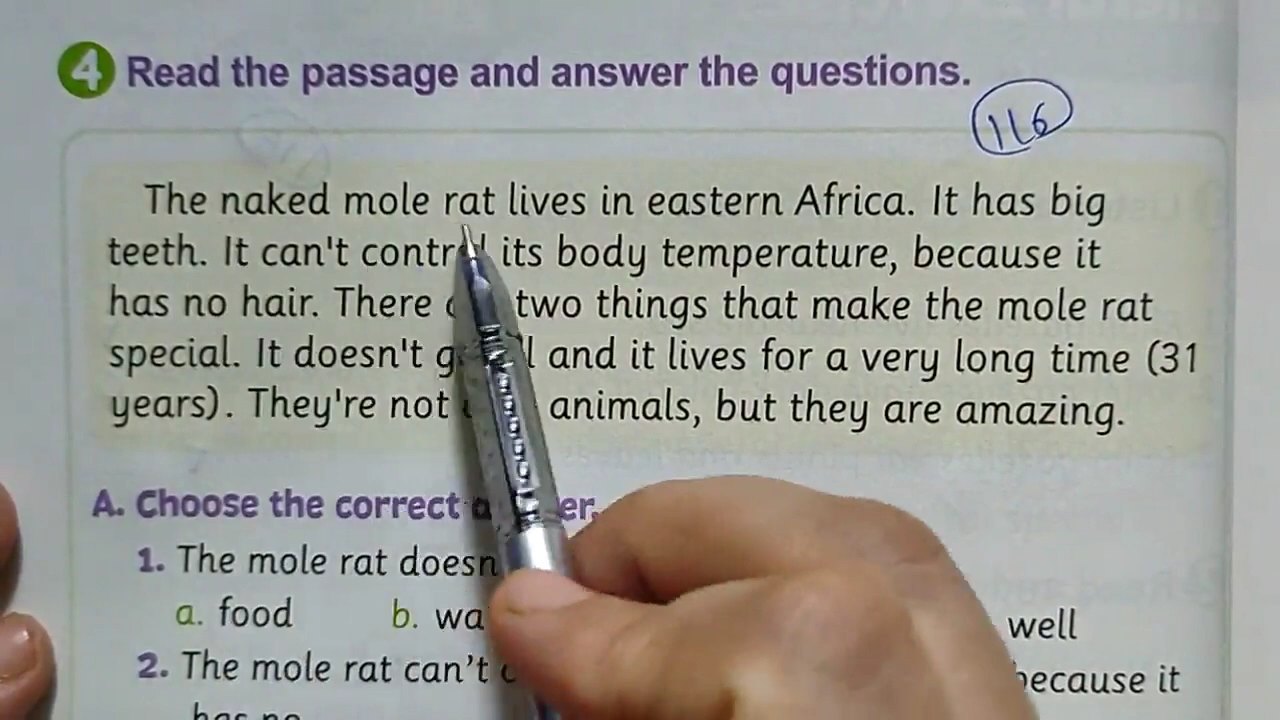 4 Read the passage and answer the questions.
116
The naked mole rat lives in eastern Africa. It has big
teeth. It can't control its body temperature, because it
has no hair. There two things that make the mole rat
special. It doesn't and it lives for a very long time (31
years). They're not animals, but they are amazing.
A. Choose the correct answer.
1. The mole rat doesn
a. food b. wa well
2. The mole rat can't because it
has no